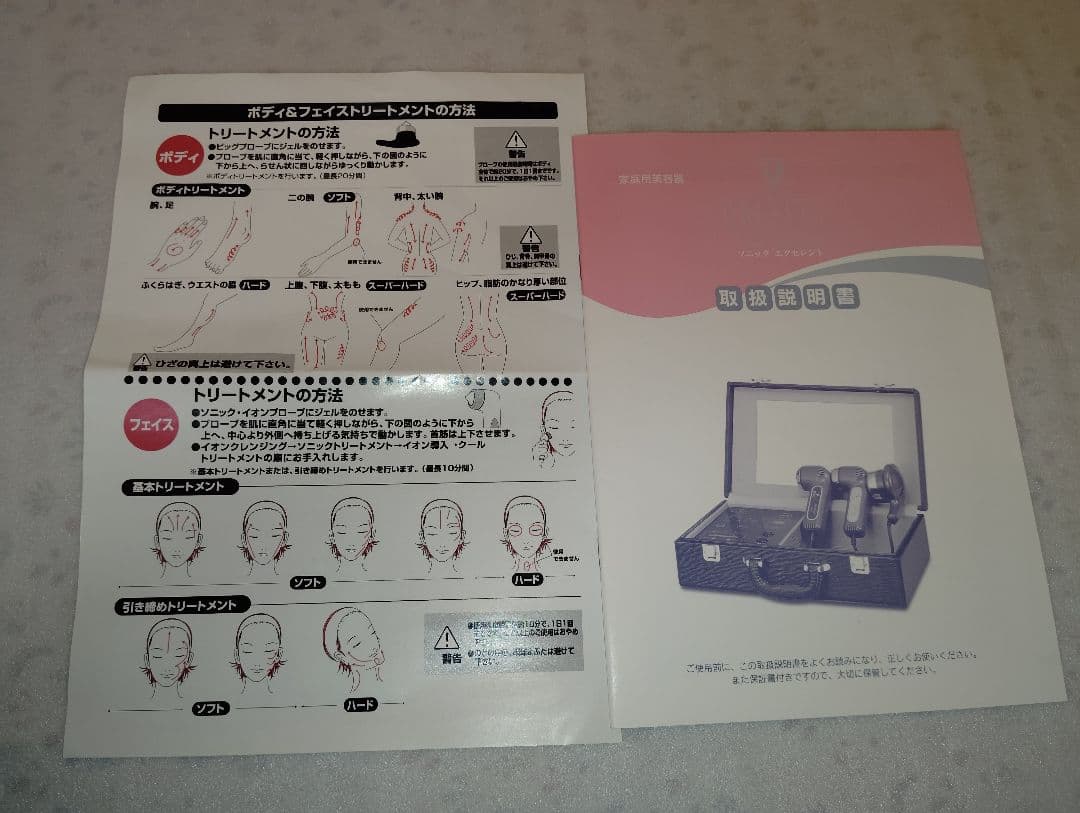 ボディ&フェイストリートメントの方法
ボディ
トリートメントの方法
●ビッグプローブにジェルをのせます。
●プローブを肌に直角に当て、軽く押しながら、下の図のように
下から上へ、らせん状に回しながらゆっくり動かします。
※ボディトリートメントを行います。(最長20分間)
警告
ボディトリートメント
腕、足
二の腕 ソフト
背中、太い腕
使用できません
警告
ふくらはぎ、ウエストの脇 ハード
上腹、下腹、太もも スーパーハード
ヒップ、脂肪のかなり厚い部位
スーパーハード
使用できません
警告 ひざの真上は避けて下さい。
フェイス
トリートメントの方法
●ソニック・イオンプローブにジェルをのせます。
●プローブを肌に直角に当て軽く押しながら、下の図のように下から
上へ、中心より外側へ持ち上げる気持ちで動かします。首筋は上下させます。
●イオンクレンジング→ソニックトリートメント→イオン導入・クール
トリートメントの順にお手入れします。
※基本トリートメントまたは、引き締めトリートメントを行います。(最長10分間)
基本トリートメント
使用
できません
ソフト
ハード
引き締めトリートメント
警告
ソフト
ハード
家庭用美容器
ソニック エクセレント
取扱説明書
ご使用前に、この取扱説明書をよくお読みになり、正しくお使いください。
また保証書付きですので、大切に保管してください。